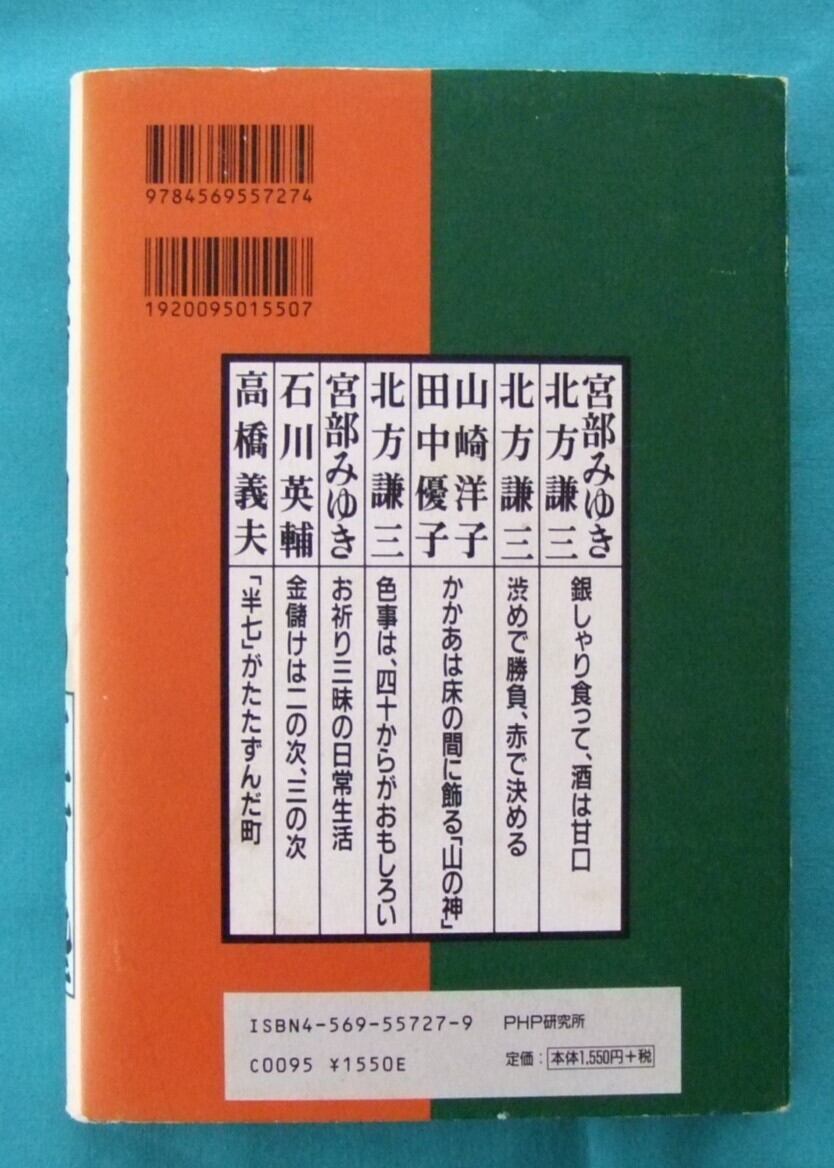 9784569557274
1920095015507
宮部みゆき
北方謙三
銀しゃり食って、酒は甘口
北方謙三
渋めで勝負、赤で決める
山崎洋子
田中優子
かかあは床の間に飾る「山の神」
北方謙三
色事は、四十からがおもしろい
宮部みゆき
お祈り三昧の日常生活
石川英輔
金儲けは二の次、三の次
高橋義夫
「半七」がたたずんだ町
ISBN4-569-55727-9 PHP研究所
C0095 ¥1550E 定価：本体1,550円+税